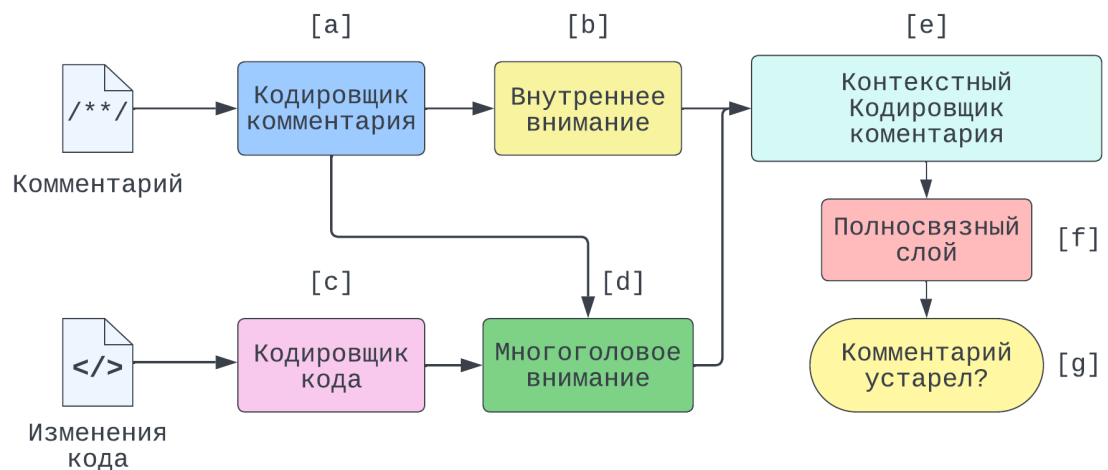 [a]
[b]
[e]
/**/
Кодировщик
комментария
Внутреннее
внимание
Контекстный
Кодировщик
коментария
Комментарий
Полносвязный
слой
[f]
[c]
[d]
</>
Кодировщик
кода
Многоголовое
внимание
Комментарий
устарел?
[g]
Изменения
кода